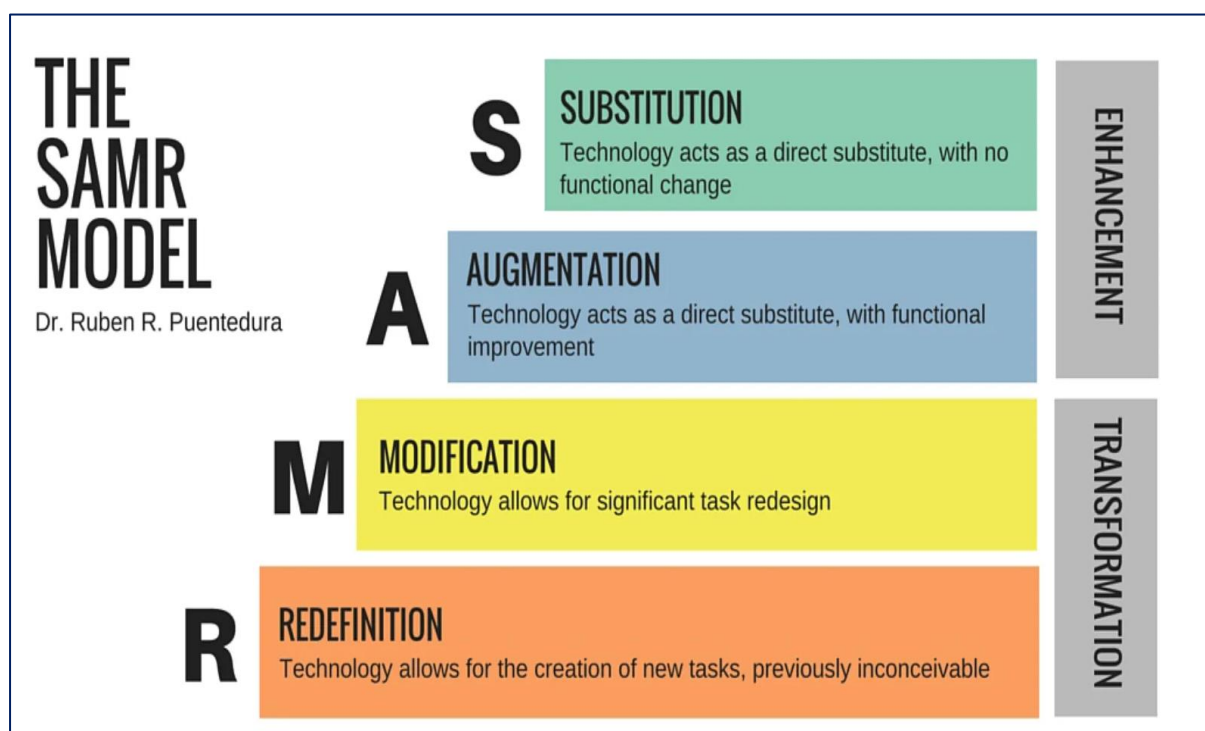 THE
SAMR
MODEL
Dr. Ruben R. Puentedura
S
SUBSTITUTION
Technology acts as a direct substitute, with no
functional change
A
AUGMENTATION
Technology acts as a direct substitute, with functional
improvement
ENHANCEMENT
M
MODIFICATION
Technology allows for significant task redesign
R
REDEFINITION
Technology allows for the creation of new tasks, previously inconceivable
TRANSFORMATION